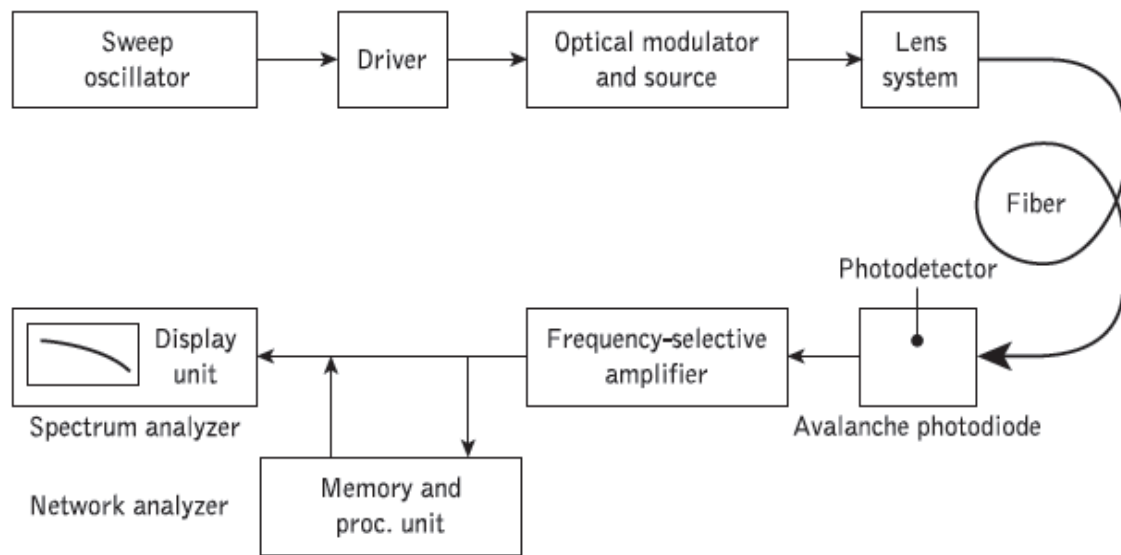 Sweep
oscillator
Driver
Optical modulator
and source
Lens
system
Fiber
Photodetector
Display
unit
Frequency-selective
amplifier
Spectrum analyzer
Avalanche photodiode
Network analyzer
Memory and
proc. unit